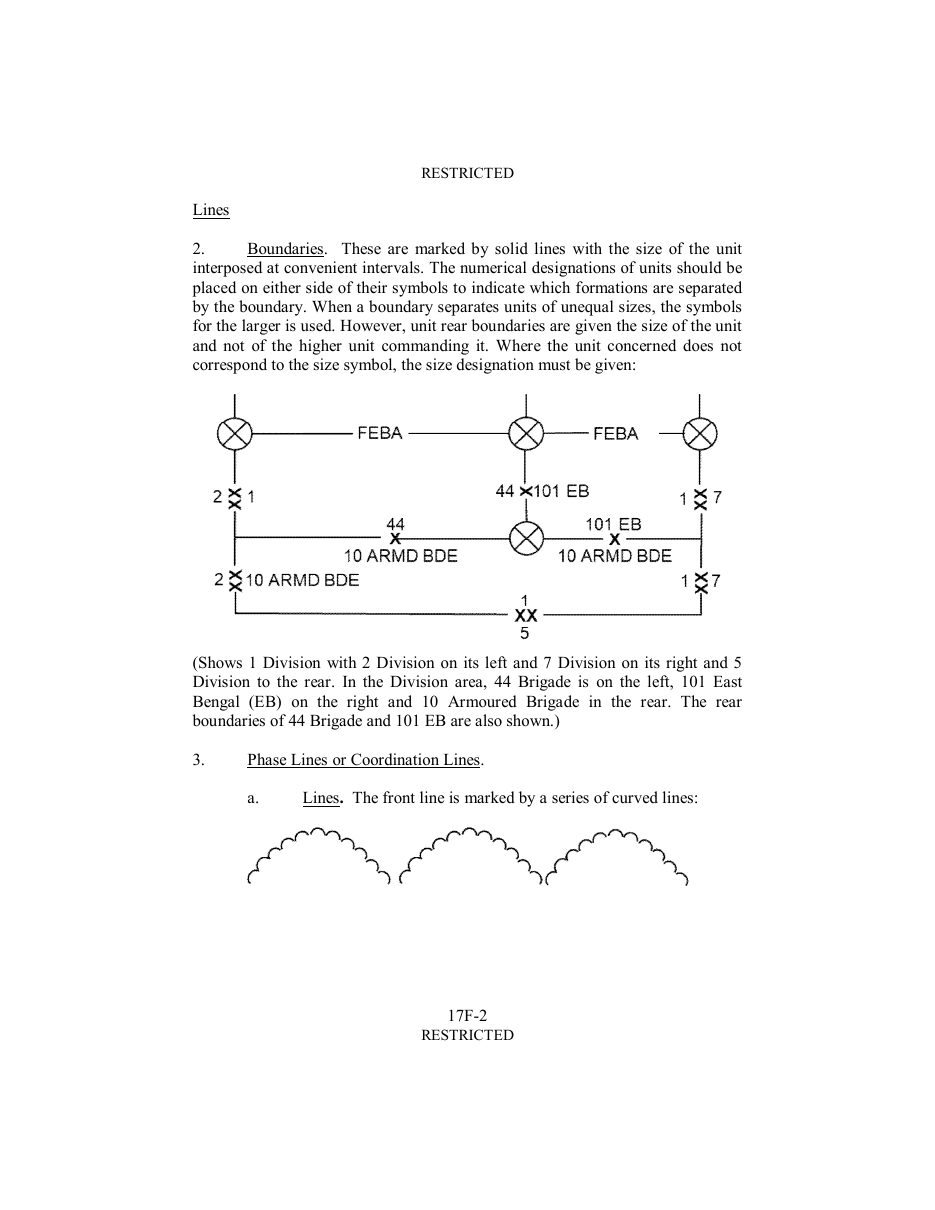 RESTRICTED
Lines
2. Boundaries. These are marked by solid lines with the size of the unit
interposed at convenient intervals. The numerical designations of units should be
placed on either side of their symbols to indicate which formations are separated
by the boundary. When a boundary separates units of unequal sizes, the symbols
for the larger is used. However, unit rear boundaries are given the size of the unit
and not of the higher unit commanding it. Where the unit concerned does not
correspond to the size symbol, the size designation must be given:
FEBA FEBA
2 XX 1 44 X 101 EB 1 XX 7
44 101 EB
X X
10 ARMD BDE 10 ARMD BDE
2 XX 10 ARMD BDE 1 XX 7
1
XX
5
(Shows 1 Division with 2 Division on its left and 7 Division on its right and 5
Division to the rear. In the Division area, 44 Brigade is on the left, 101 East
Bengal (EB) on the right and 10 Armoured Brigade in the rear. The rear
boundaries of 44 Brigade and 101 EB are also shown.)
3. Phase Lines or Coordination Lines.
a. Lines. The front line is marked by a series of curved lines:
17F-2
RESTRICTED